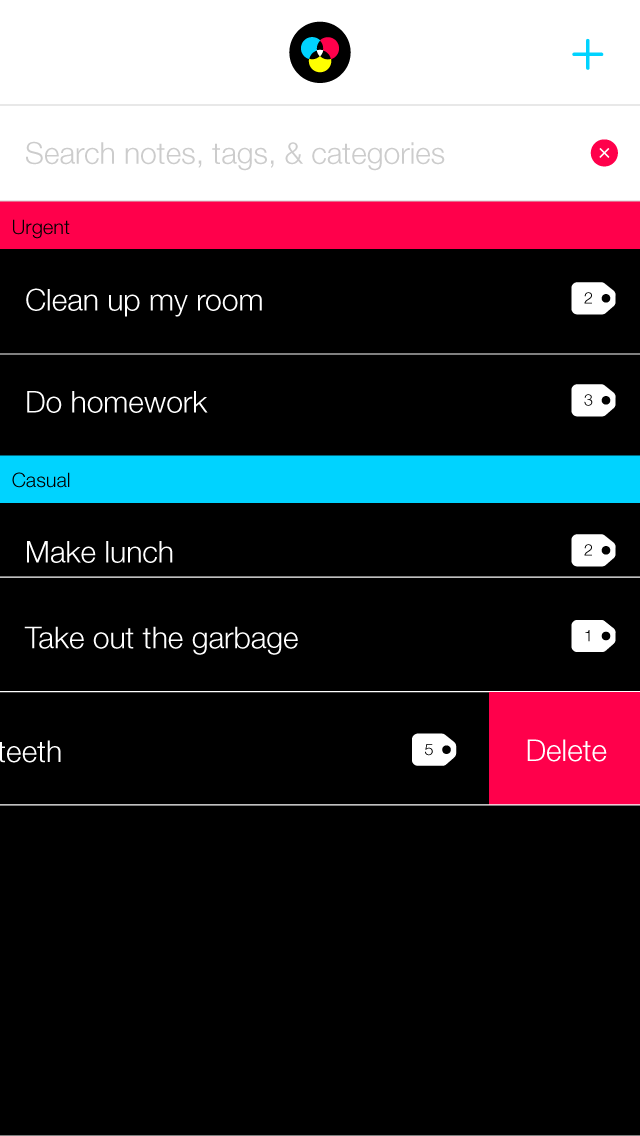 Search notes, tags, & categories
Urgent
Clean up my room 2
Do homework 3
Casual
Make lunch 2
Take out the garbage 1
teeth 5 Delete